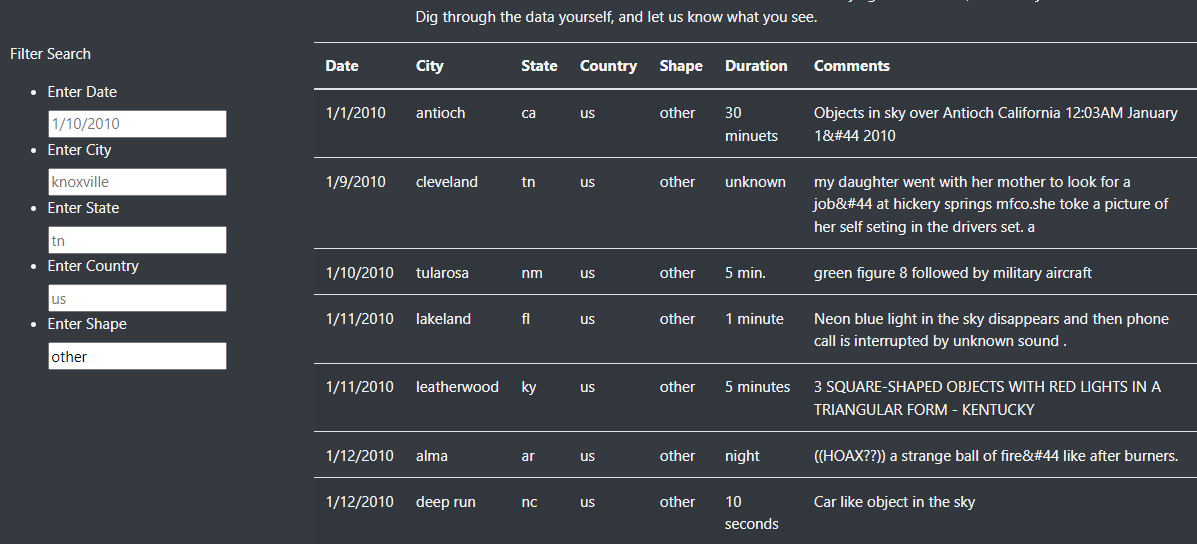 Dig through the data yourself, and let us know what you see.
Filter Search
Enter Date
1/10/2010
Enter City
knoxville
Enter State
tn
Enter Country
us
Enter Shape
other
Date City State Country Shape Duration Comments
1/1/2010 antioch ca us other 30 Objects in sky over Antioch California 12:03AM January
minuets 1&#44 2010
1/9/2010 cleveland tn us other unknown my daughter went with her mother to look for a
job&#44 at hickery springs mfco.she toke a picture of
her self seting in the drivers set. a
1/10/2010 tularosa nm us other 5 min. green figure 8 followed by military aircraft
1/11/2010 lakeland fl us other 1 minute Neon blue light in the sky disappears and then phone
call is interrupted by unknown sound .
1/11/2010 leatherwood ky us other 5 minutes 3 SQUARE-SHAPED OBJECTS WITH RED LIGHTS IN A
TRIANGULAR FORM - KENTUCKY
1/12/2010 alma ar us other night ((HOAX??)) a strange ball of fire&#44 like after burners.
1/12/2010 deep run nc us other 10 Car like object in the sky
seconds